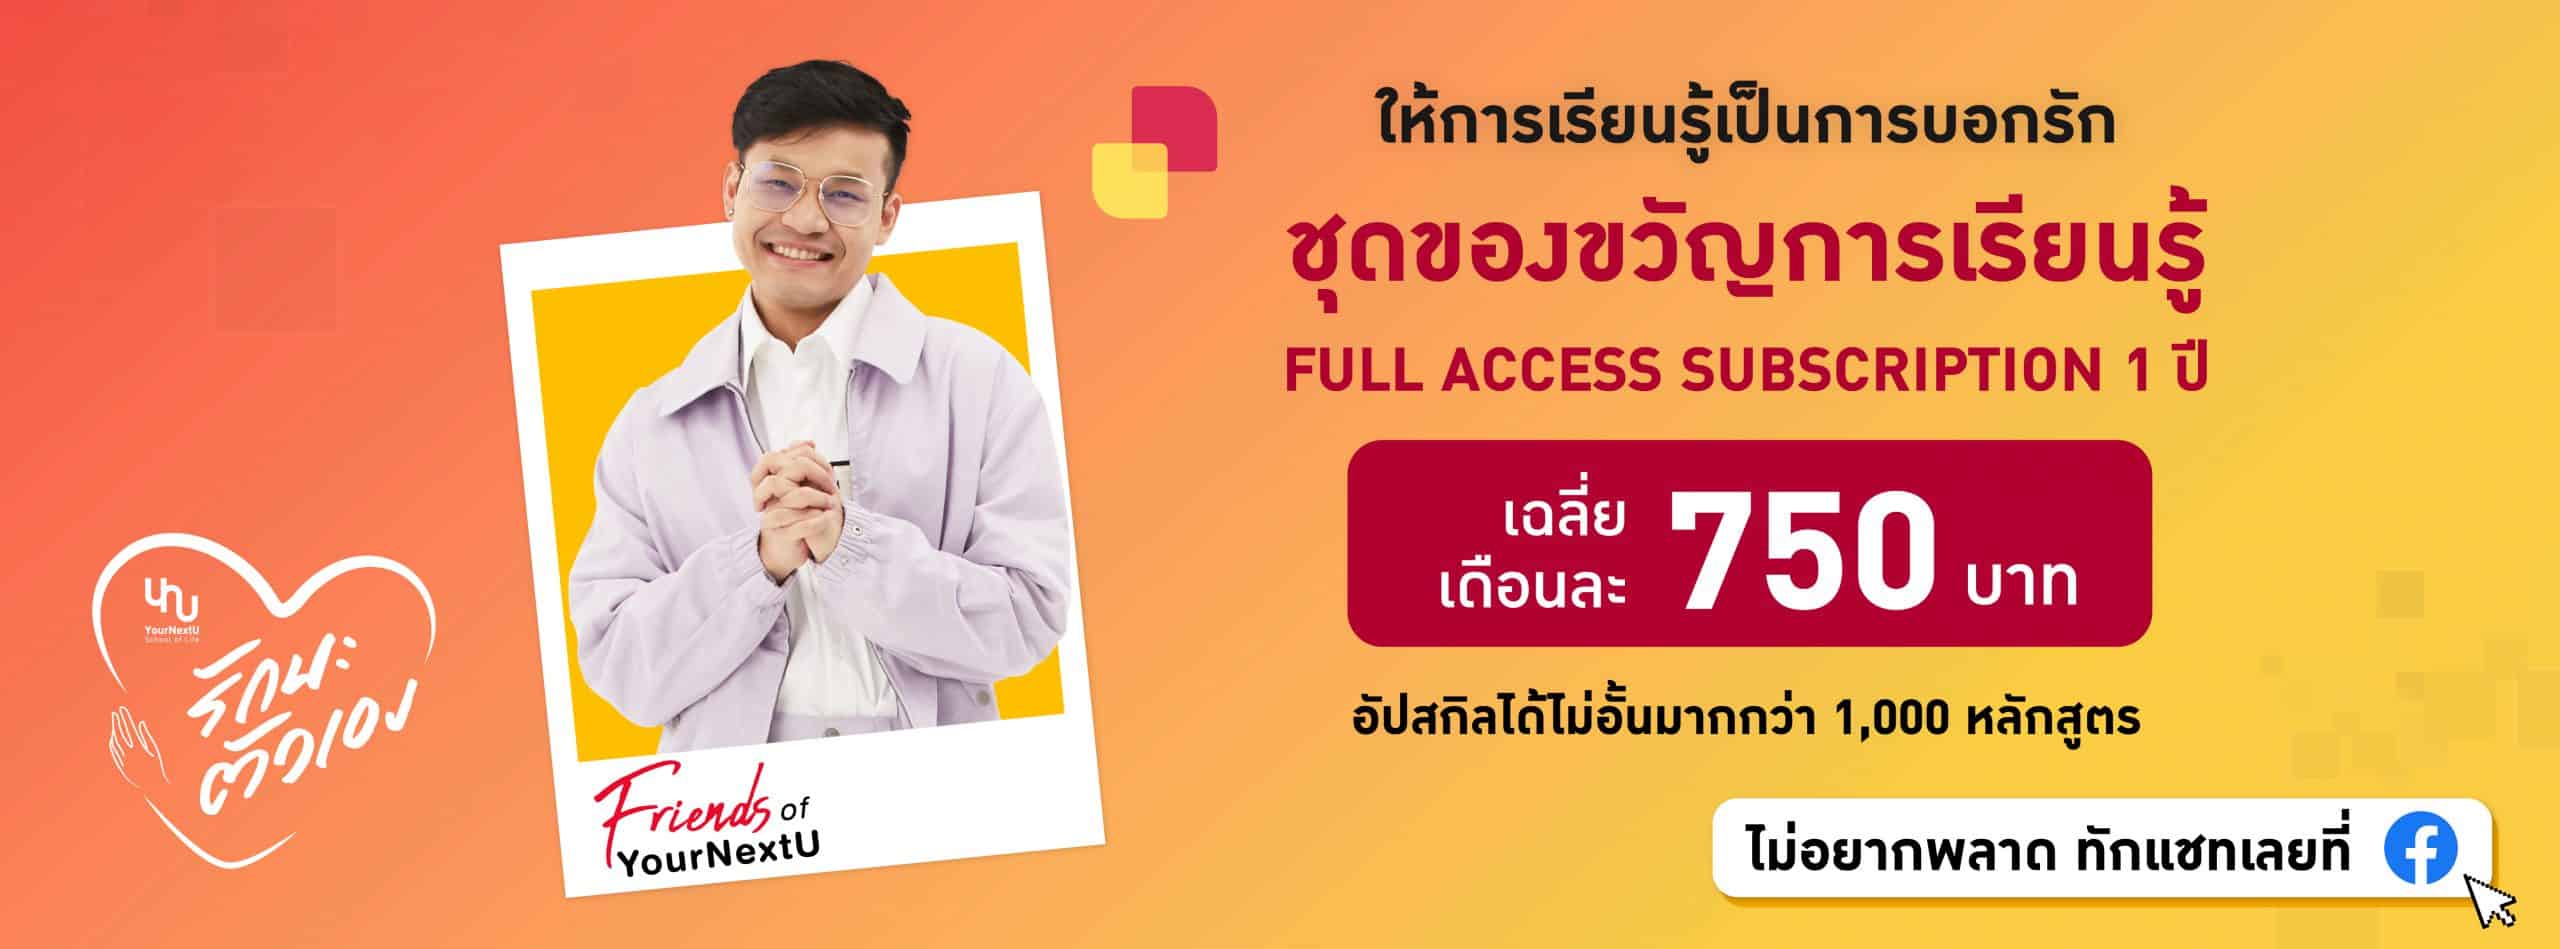 YourNextU
School of Life
รักนะ
ตัวเอง
Friends of
YourNextU
ให้การเรียนรู้เป็นการบอกรัก
ชุดของขวัญการเรียนรู้
FULL ACCESS SUBSCRIPTION 1 ปี
เฉลี่ย
เดือนละ 750 บาท
อัปสกิลได้ไม่อั้นมากกว่า 1,000 หลักสูตร
ไม่อยากพลาด ทักแชทเลยที่